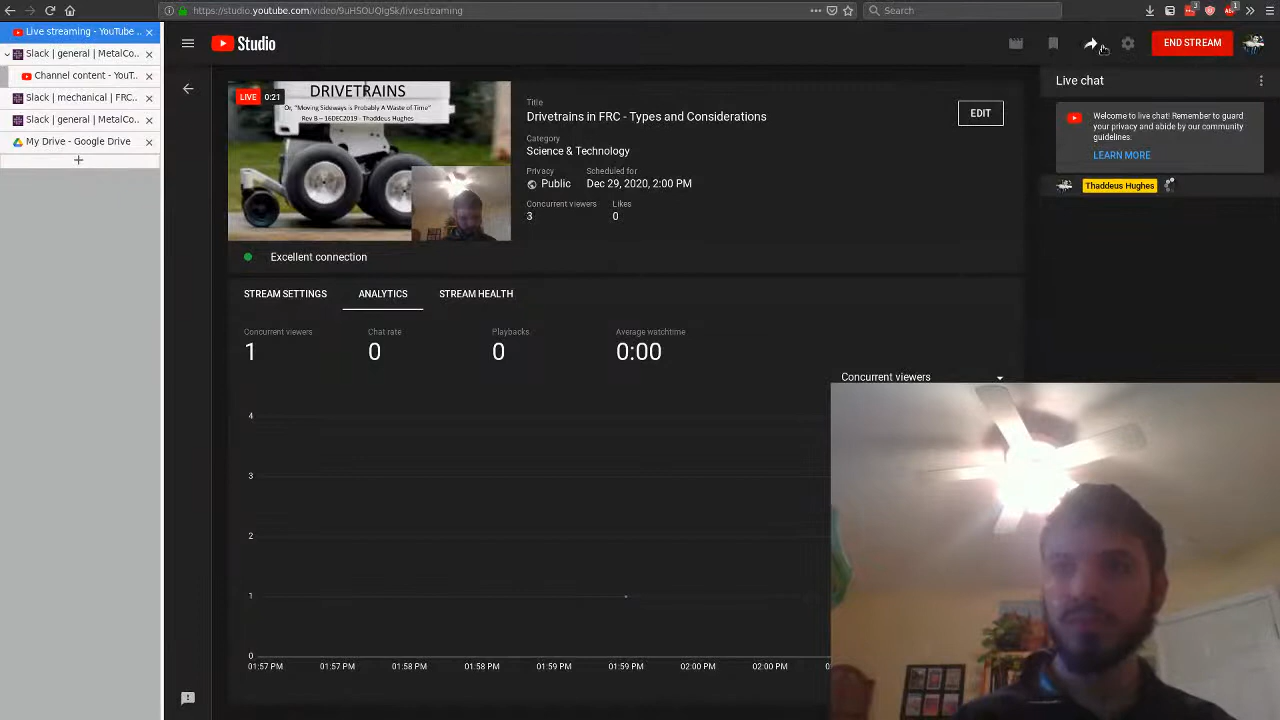 https://studio.youtube.com/video/9uHSOUQIgSk/livestreaming
Search
3
1
Live streaming - YouTube ..
Slack | general | MetalCo..
Channel content - YouT..
Slack | mechanical | FRC..
Slack | general | MetalCo..
My Drive - Google Drive
Studio
END STREAM
LIVE 0:21
DRIVETRAINS
Or, "Moving Sideways is Probably A Waste of Time"
Rev B – 16DEC2019 - Thaddeus Hughes
Title
Drivetrains in FRC - Types and Considerations
EDIT
Category
Science & Technology
Privacy
Public
Scheduled for
Dec 29, 2020, 2:00 PM
Concurrent viewers
3
Likes
0
Excellent connection
Live chat
Welcome to live chat! Remember to guard
your privacy and abide by our community
guidelines.
LEARN MORE
Thaddeus Hughes
STREAM SETTINGS
ANALYTICS
STREAM HEALTH
Concurrent viewers
1
Chat rate
0
Playbacks
0
Average watchtime
0:00
Concurrent viewers
4
3
2
1
0
01:57 PM
01:57 PM
01:58 PM
01:58 PM
01:59 PM
01:59 PM
02:00 PM
02:00 PM